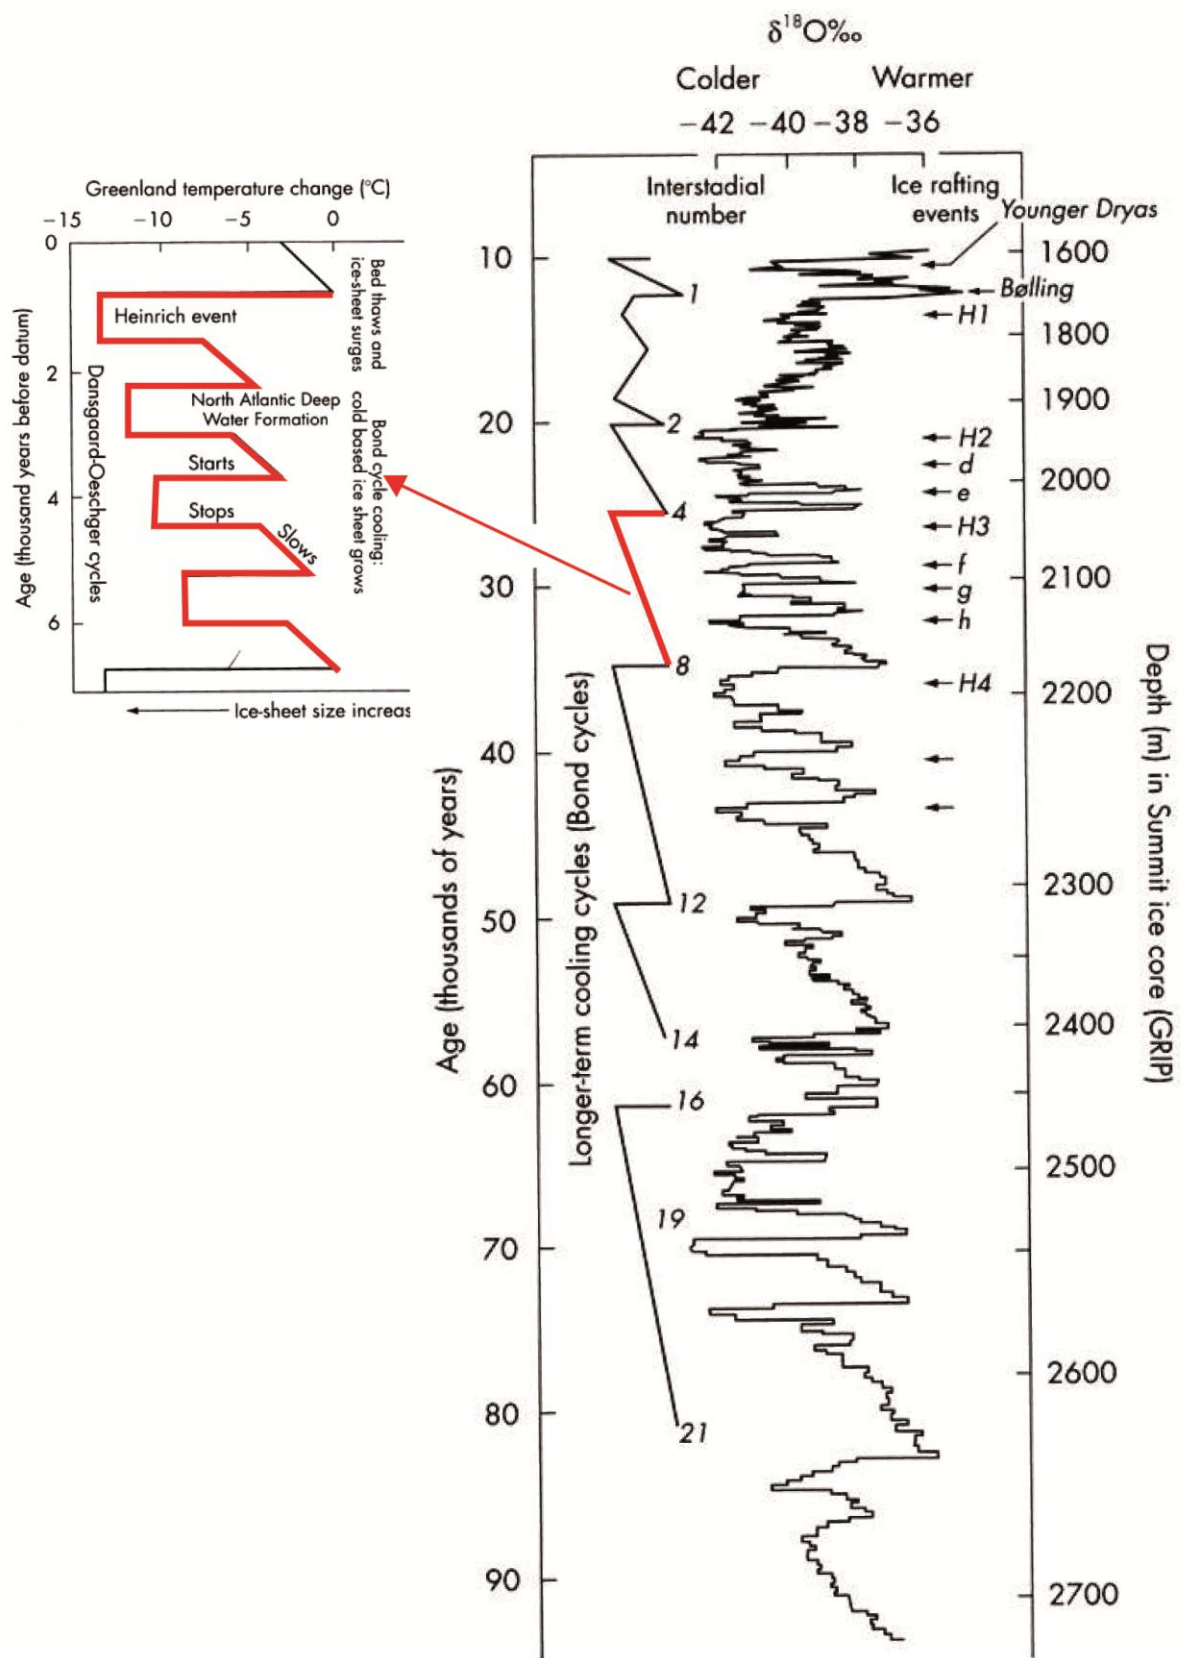 δ¹⁸O‰
Colder
Warmer
−42
−40
−38
−36
Greenland temperature change (°C)
−15
−10
−5
0
0
2
4
6
Age (thousand years before datum)
Dansgaard-Oeschger cycles
Heinrich event
North Atlantic Deep
Water Formation
Starts
Stops
Slows
Bed thaws and
ice-sheet surges
Bond cycle cooling:
cold based ice sheet grows
Ice-sheet size increas
Interstadial
number
Ice rafting
events
Younger Dryas
Bølling
H1
H2
d
e
H3
f
g
h
H4
1
2
4
8
12
14
16
19
21
10
20
30
40
50
60
70
80
90
Age (thousands of years)
Longer-term cooling cycles (Bond cycles)
1600
1800
1900
2000
2100
2200
2300
2400
2500
2600
2700
Depth (m) in Summit ice core (GRIP)